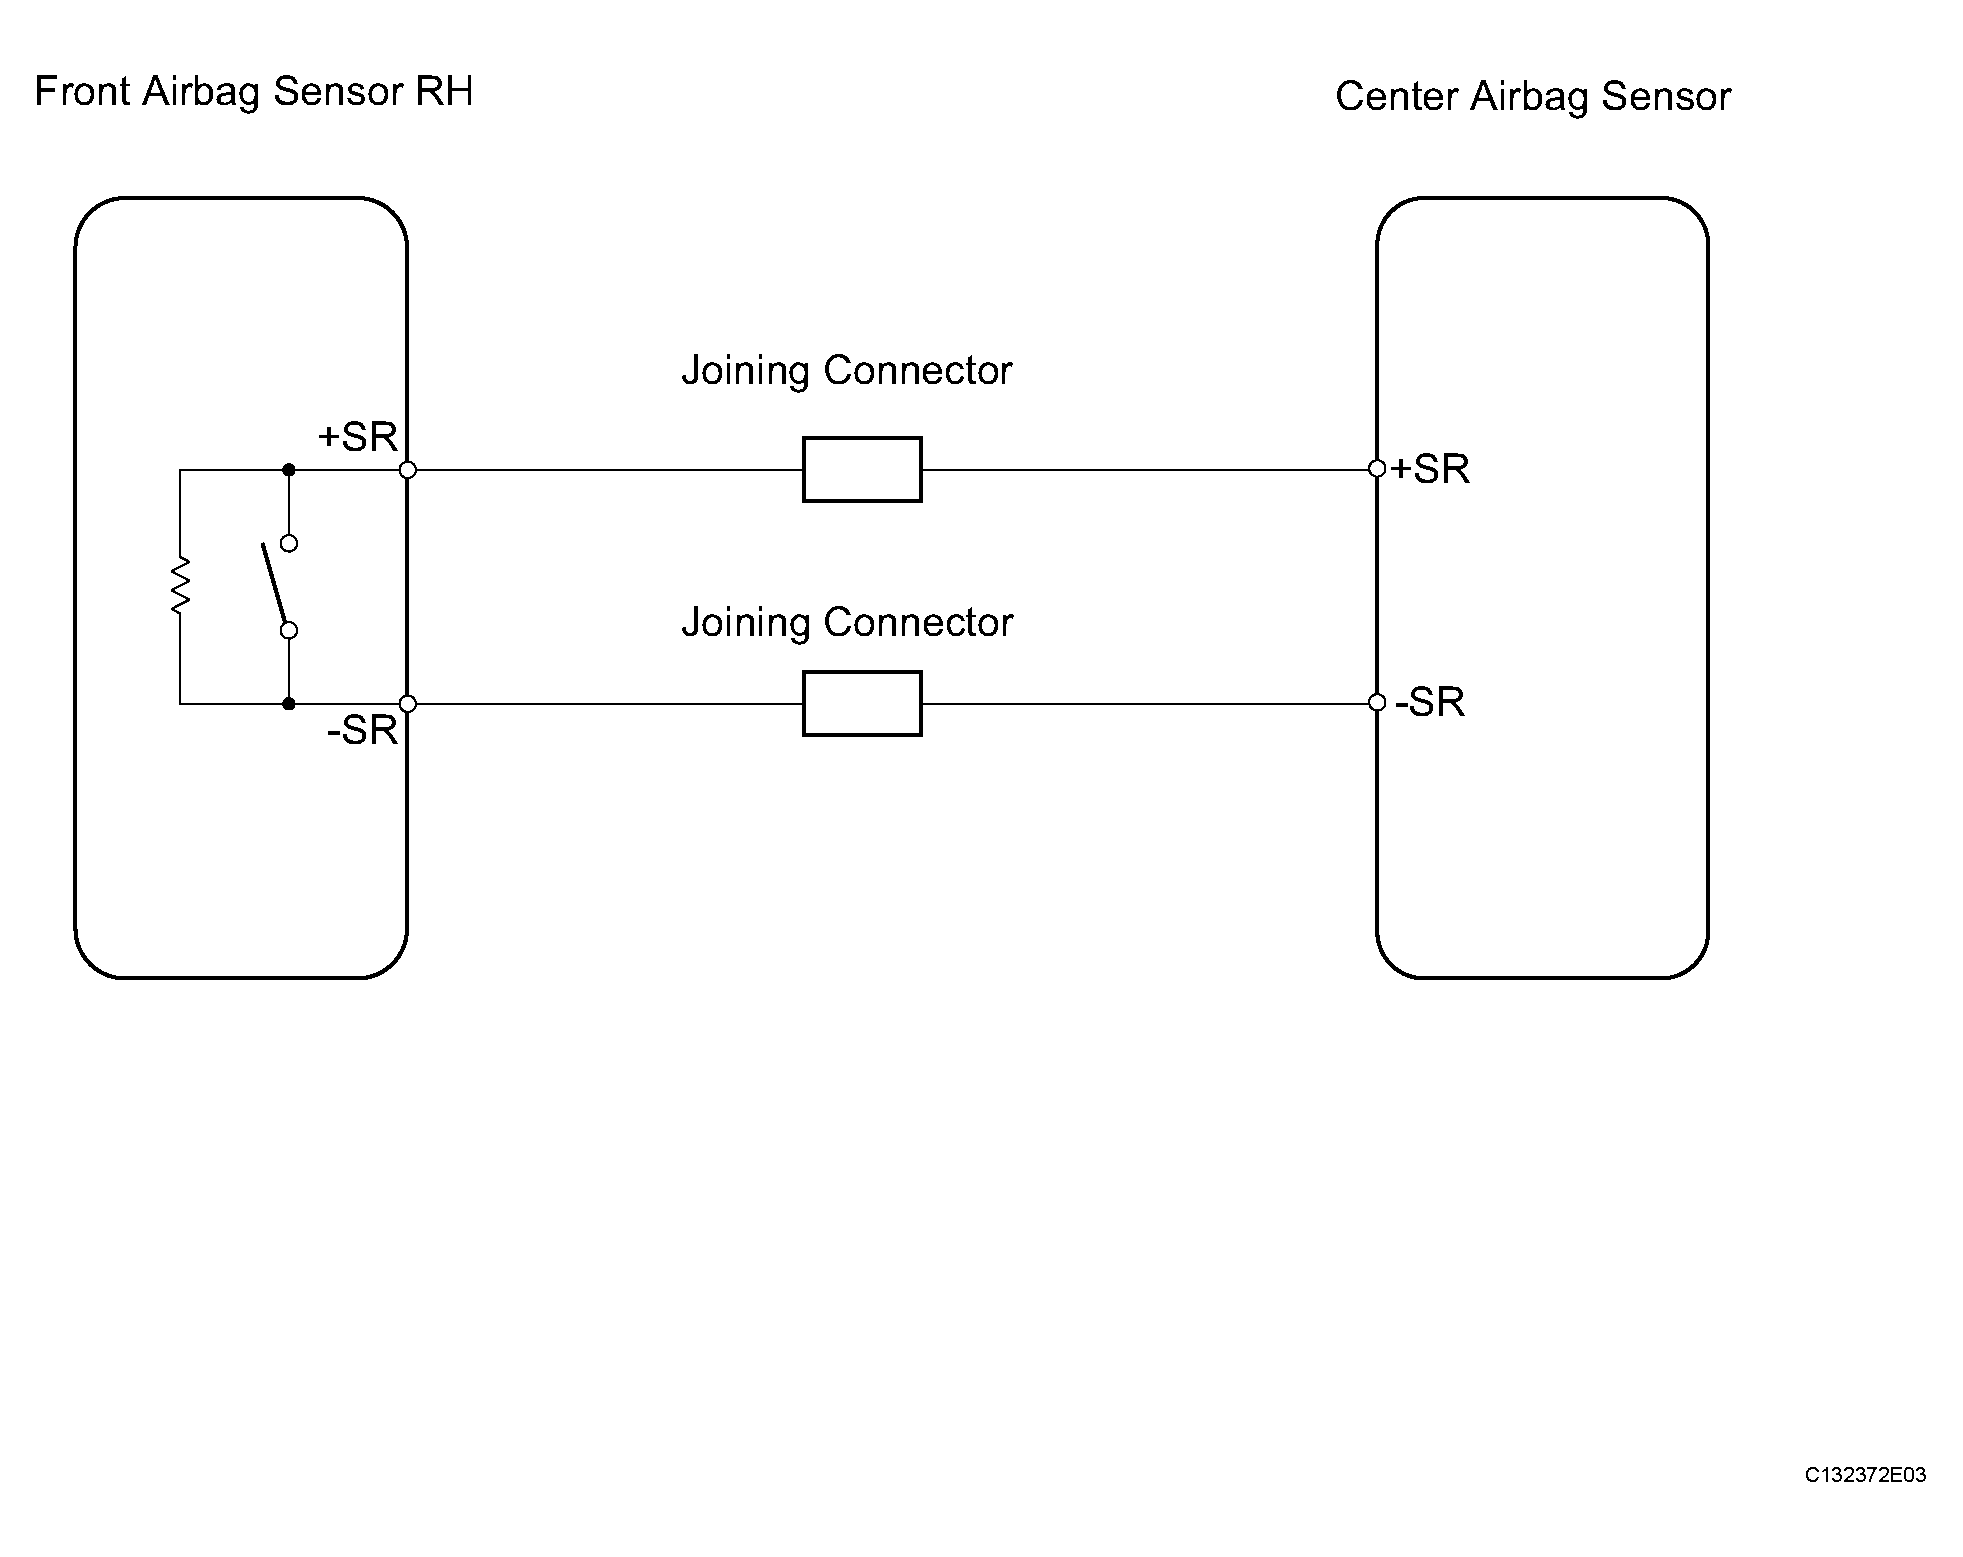 Front Airbag Sensor RH
Center Airbag Sensor
Joining Connector
+SR
+SR
Joining Connector
-SR
-SR
C132372E03